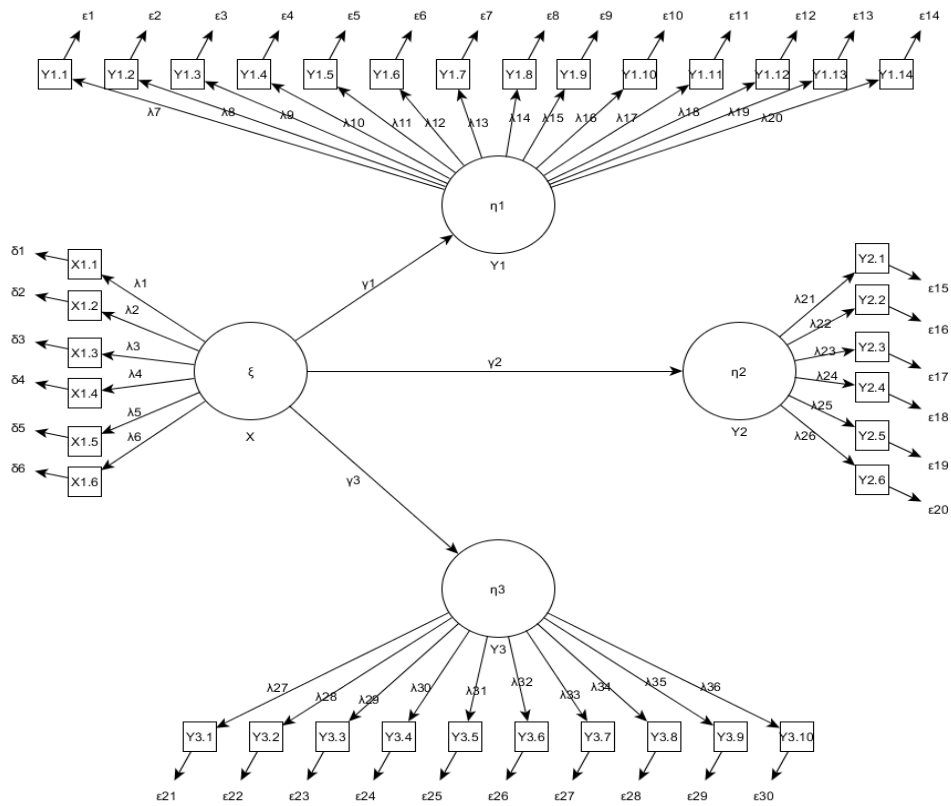 ε1 ε2 ε3 ε4 ε5 ε6 ε7 ε8 ε9 ε10 ε11 ε12 ε13 ε14
Y1.1 Y1.2 Y1.3 Y1.4 Y1.5 Y1.6 Y1.7 Y1.8 Y1.9 Y1.10 Y1.11 Y1.12 Y1.13 Y1.14
λ7 λ8 λ9 λ10 λ11 λ12 λ13 λ14 λ15 λ16 λ17 λ18 λ19 λ20
η1
Y1
δ1 X1.1 λ1
δ2 X1.2 λ2
δ3 X1.3 λ3
δ4 X1.4 λ4
δ5 X1.5 λ5
δ6 X1.6 λ6
ξ
X
γ1
γ2
γ3
η2
Y2
λ21 Y2.1 ε15
λ22 Y2.2 ε16
λ23 Y2.3 ε17
λ24 Y2.4 ε18
λ25 Y2.5 ε19
λ26 Y2.6 ε20
η3
Y3
λ27 λ28 λ29 λ30 λ31 λ32 λ33 λ34 λ35 λ36
Y3.1 Y3.2 Y3.3 Y3.4 Y3.5 Y3.6 Y3.7 Y3.8 Y3.9 Y3.10
ε21 ε22 ε23 ε24 ε25 ε26 ε27 ε28 ε29 ε30